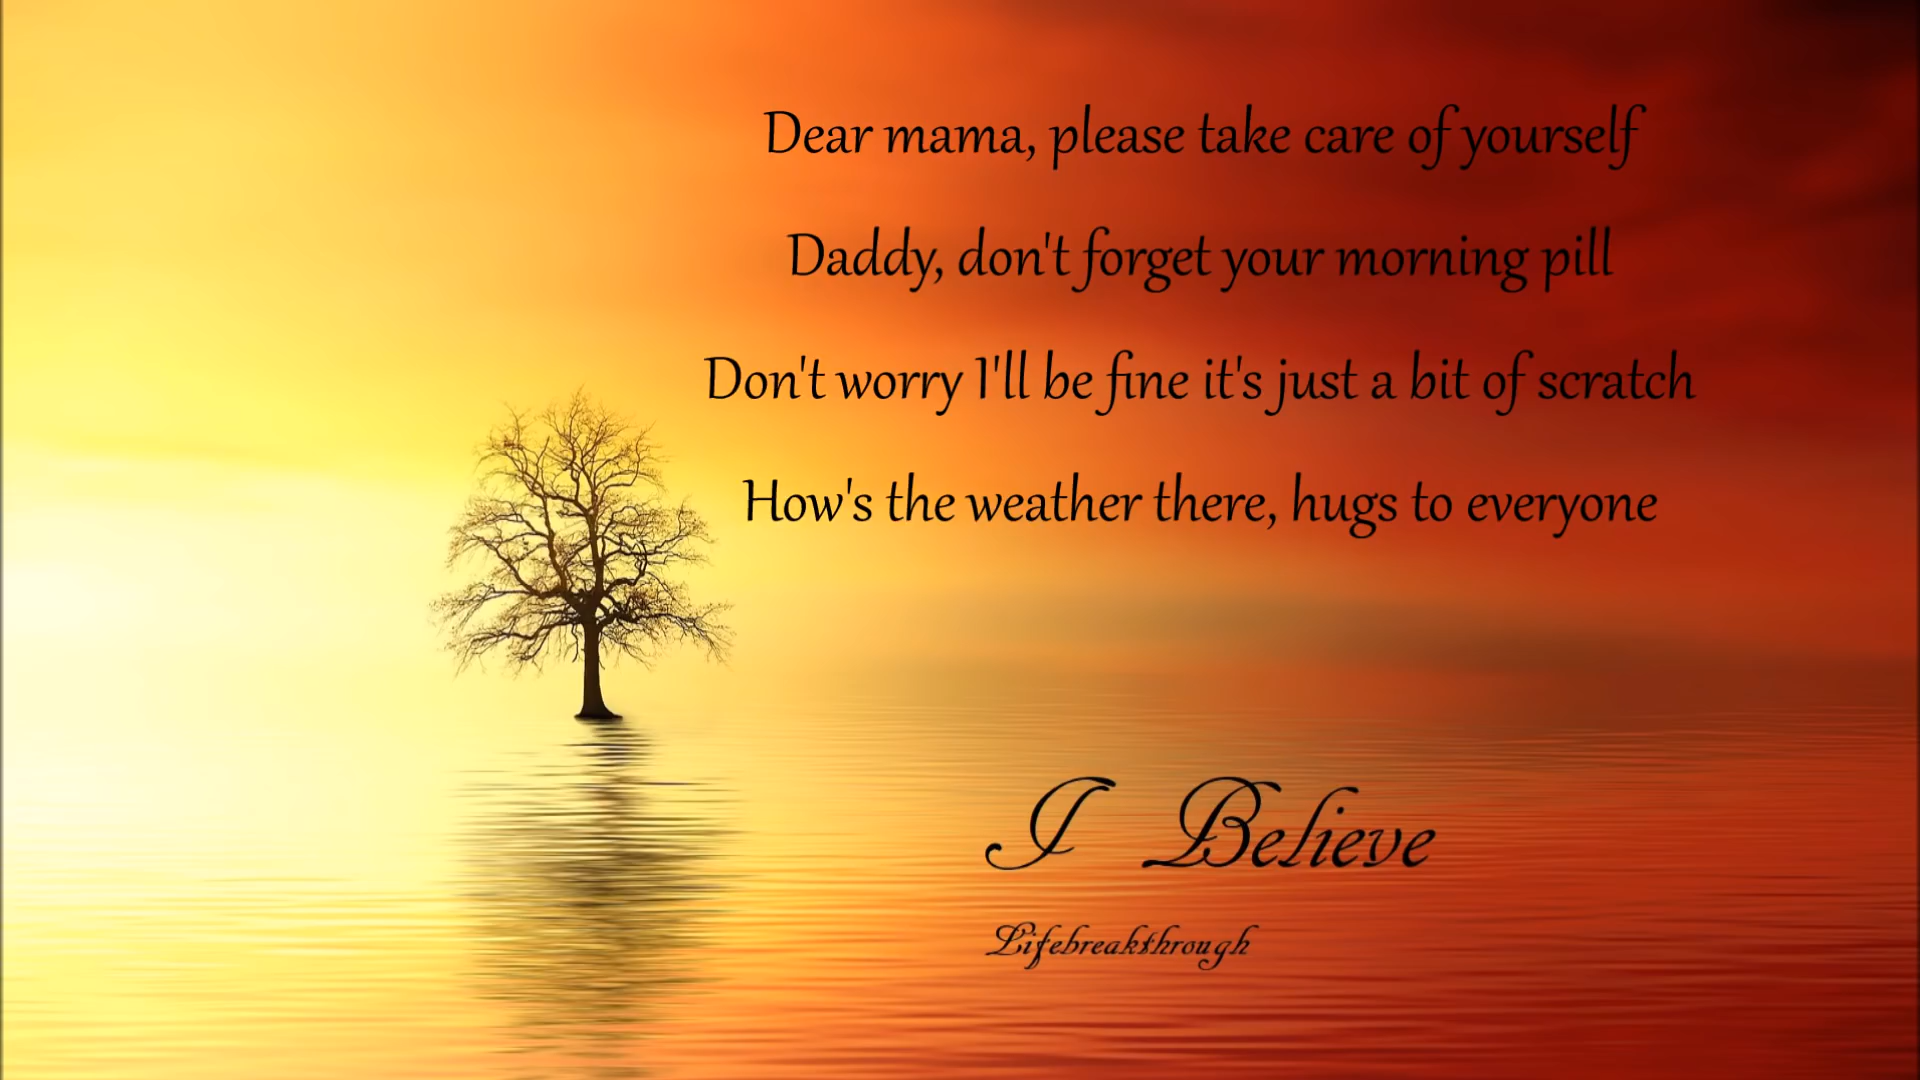 Dear mama, please take care of yourself
Daddy, don't forget your morning pill
Don't worry I'll be fine it's just a bit of scratch
How's the weather there, hugs to everyone
I Believe
Lifebreakthrough